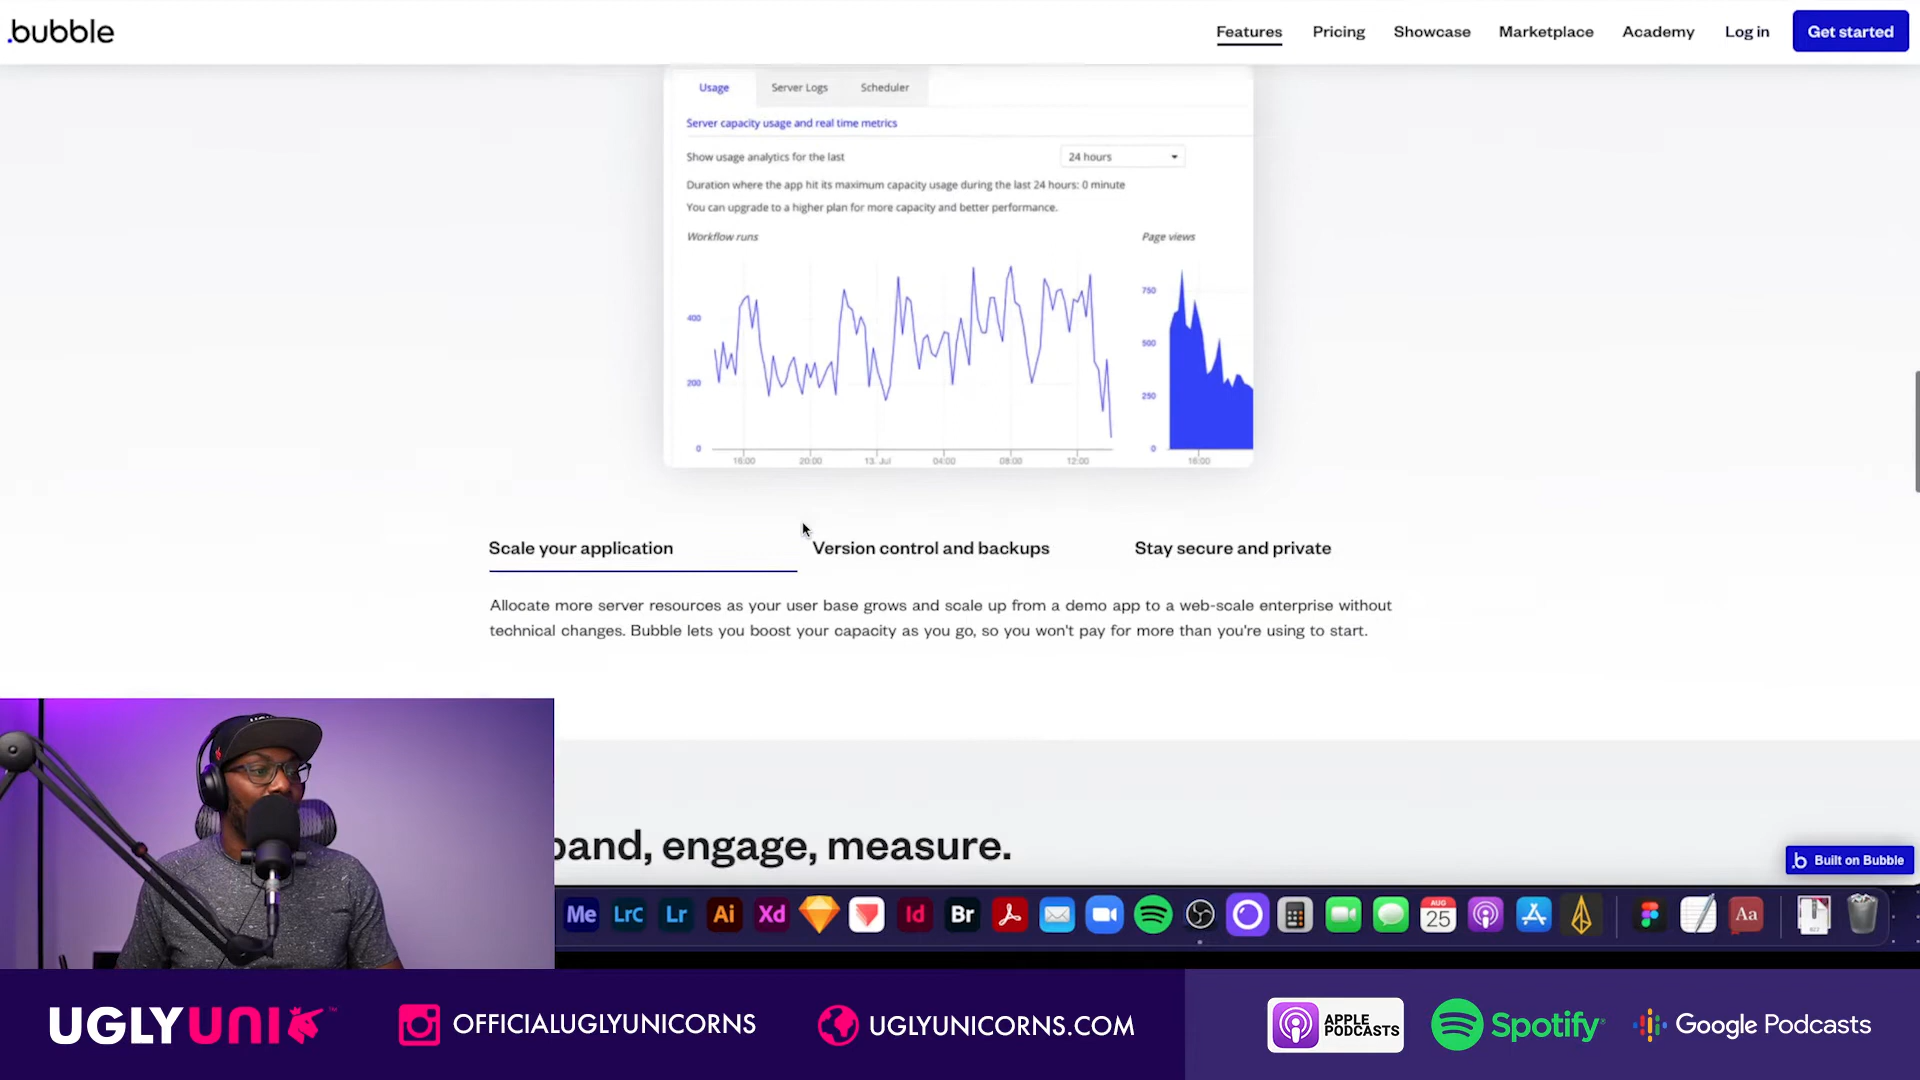 .bubble
Features Pricing Showcase Marketplace Academy Log in Get started
Usage Server Logs Scheduler
Server capacity usage and real time metrics
Show usage analytics for the last 24 hours
Duration where the app hit its maximum capacity usage during the last 24 hours: 0 minute
You can upgrade to a higher plan for more capacity and better performance.
Workflow runs Page views
750
400
500
200
250
0 0
16:00 20:00 13. Jul 04:00 08:00 12:00 16:00
Scale your application Version control and backups Stay secure and private
Allocate more server resources as your user base grows and scale up from a demo app to a web-scale enterprise without
technical changes. Bubble lets you boost your capacity as you go, so you won't pay for more than you're using to start.
pand, engage, measure.
b Built on Bubble
Me LrC Lr Ai Xd Id Br AUG 25 Aa
UGLYUNI™ OFFICIALUGLYUNICORNS UGLYUNICORNS.COM APPLE PODCASTS Spotify® Google Podcasts